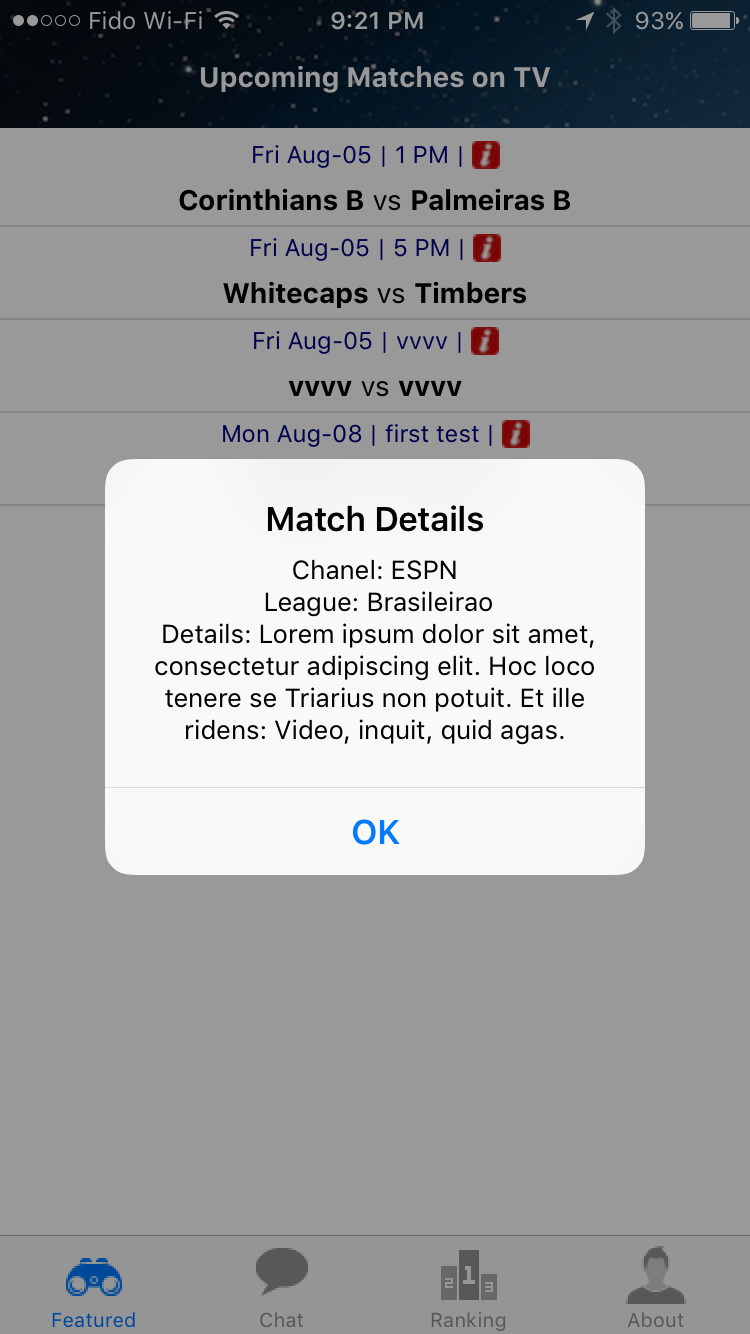 Fido Wi-Fi 9:21 PM 93%
Upcoming Matches on TV
Fri Aug-05 | 1 PM | i
Corinthians B vs Palmeiras B
Fri Aug-05 | 5 PM | i
Whitecaps vs Timbers
Fri Aug-05 | vvvv | i
vvvv vs vvvv
Mon Aug-08 | first test | i
Match Details
Chanel: ESPN
League: Brasileirao
Details: Lorem ipsum dolor sit amet,
consectetur adipiscing elit. Hoc loco
tenere se Triarius non potuit. Et ille
ridens: Video, inquit, quid agas.
OK
2 1 3
Featured Chat Ranking About